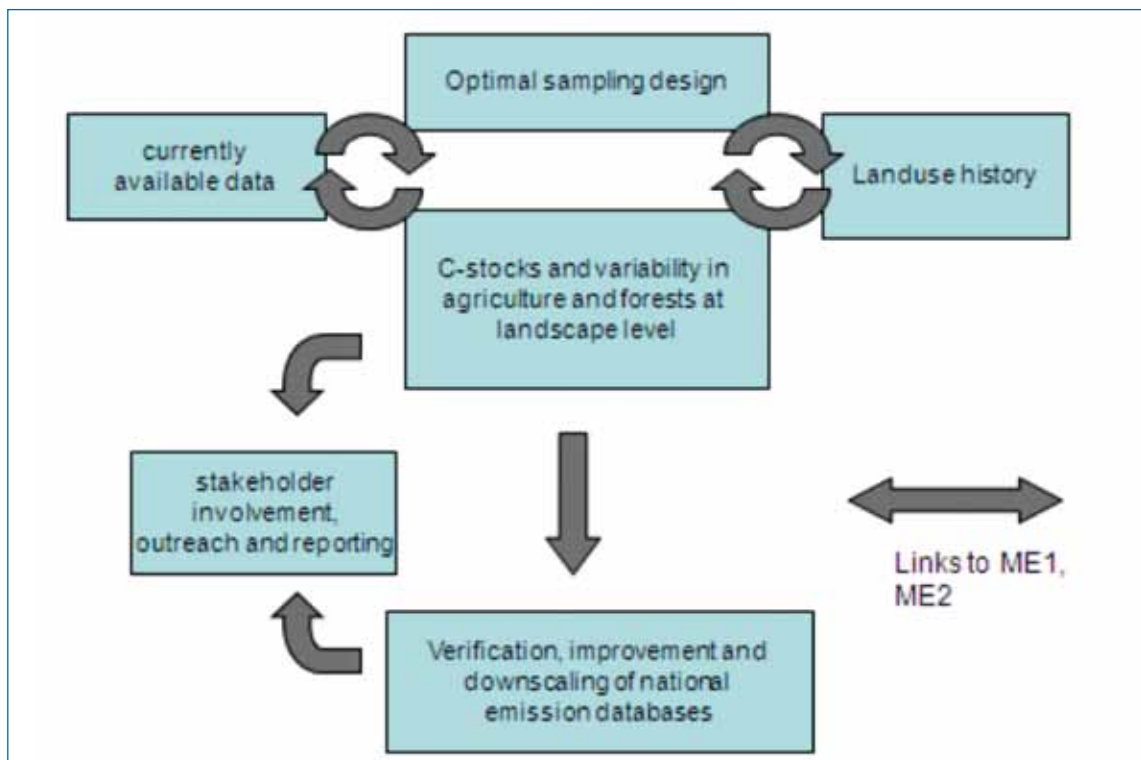 Optimal sampling design
currently
available data
Landuse history
C-stocks and variability in
agriculture and forests at
landscape level
stakeholder
involvement,
outreach and reporting
Links to ME1,
ME2
Verification, improvement and
downscaling of national
emission databases